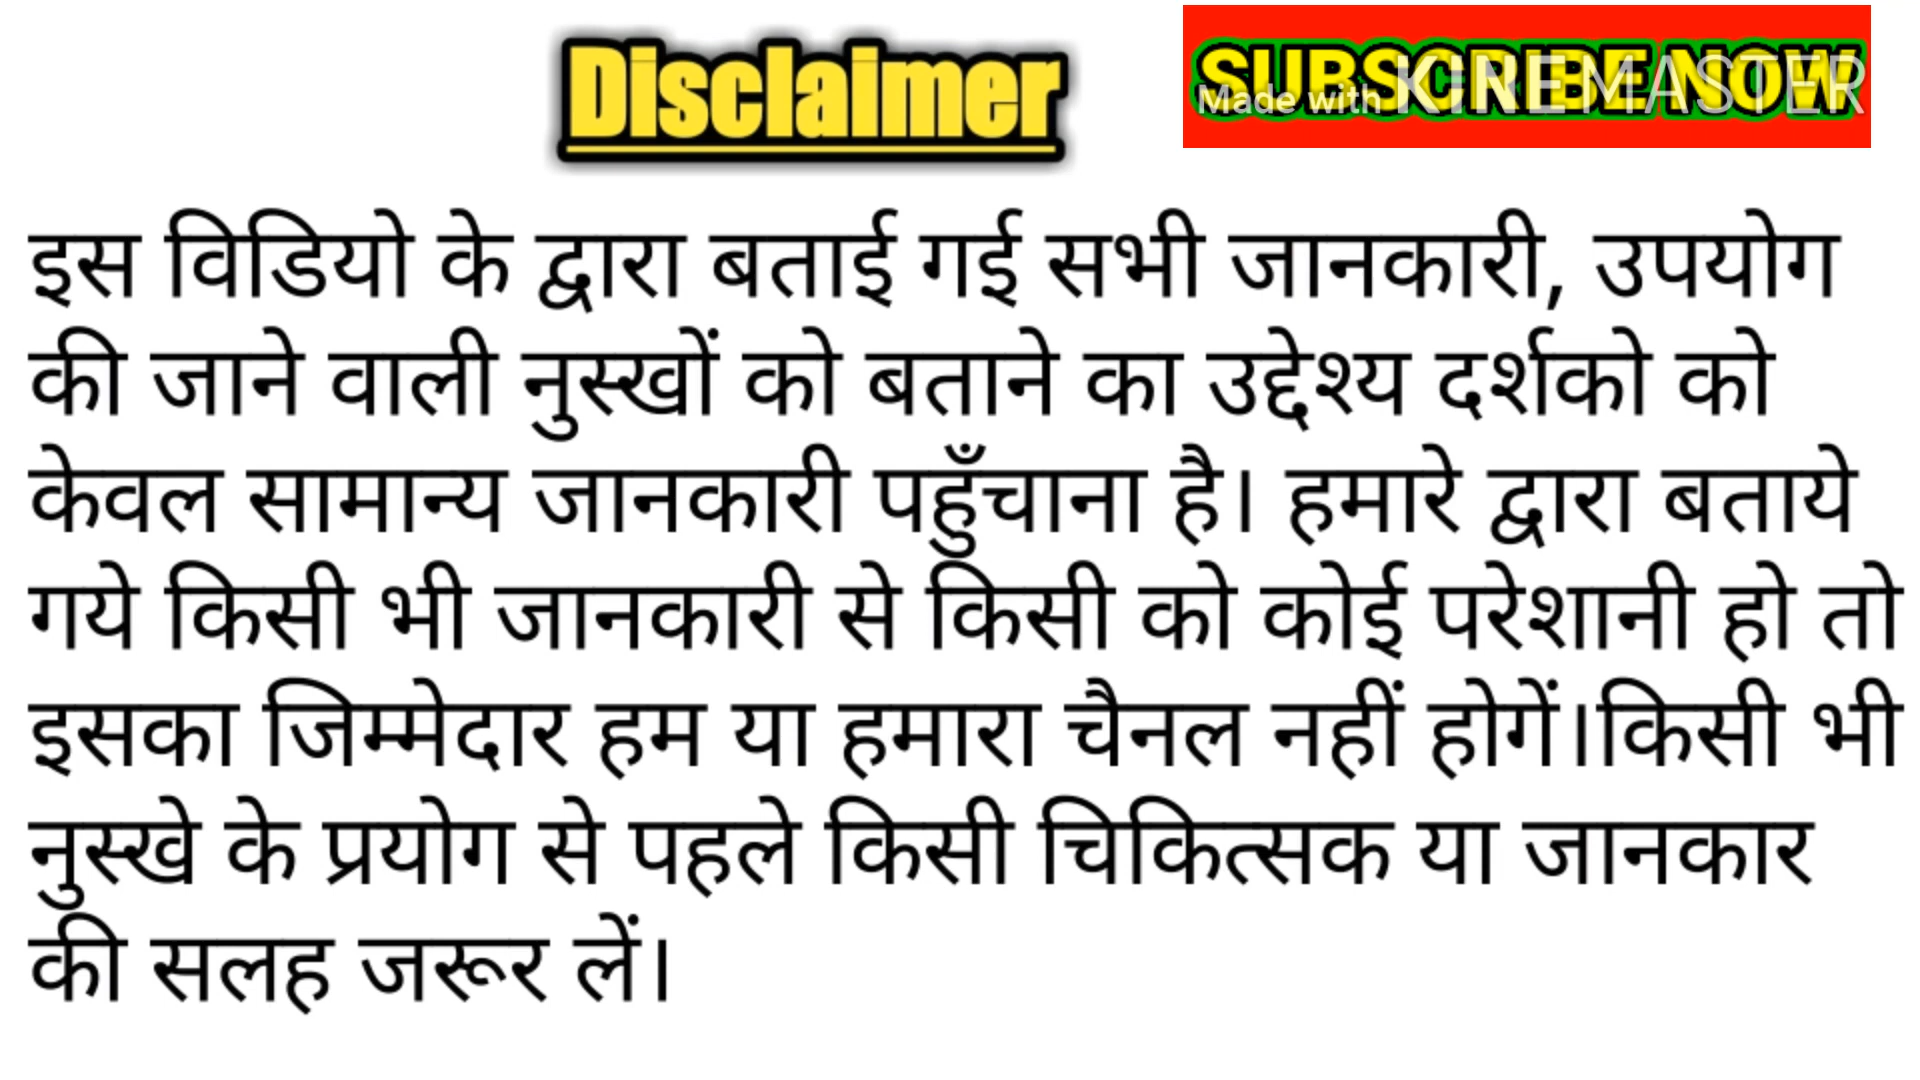 Disclaimer
SUBSCRIBE NOW
Made with KINEMASTER
इस विडियो के द्वारा बताई गई सभी जानकारी, उपयोग
की जाने वाली नुस्खों को बताने का उद्देश्य दर्शको को
केवल सामान्य जानकारी पहुँचाना है। हमारे द्वारा बताये
गये किसी भी जानकारी से किसी को कोई परेशानी हो तो
इसका जिम्मेदार हम या हमारा चैनल नहीं होगें।किसी भी
नुस्खे के प्रयोग से पहले किसी चिकित्सक या जानकार
की सलह जरूर लें।